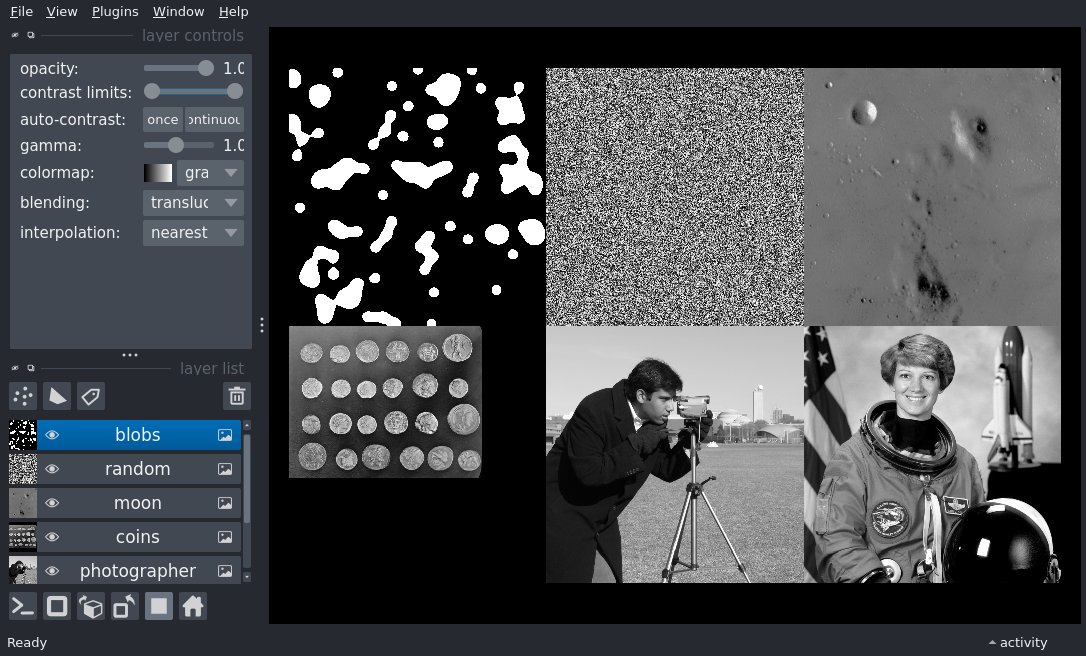 File View Plugins Window Help
layer controls
opacity: 1.0
contrast limits:
auto-contrast: once ontinuou
gamma: 1.0
colormap: gra
blending: transluc
interpolation: nearest
layer list
blobs
random
moon
coins
photographer
Ready
activity